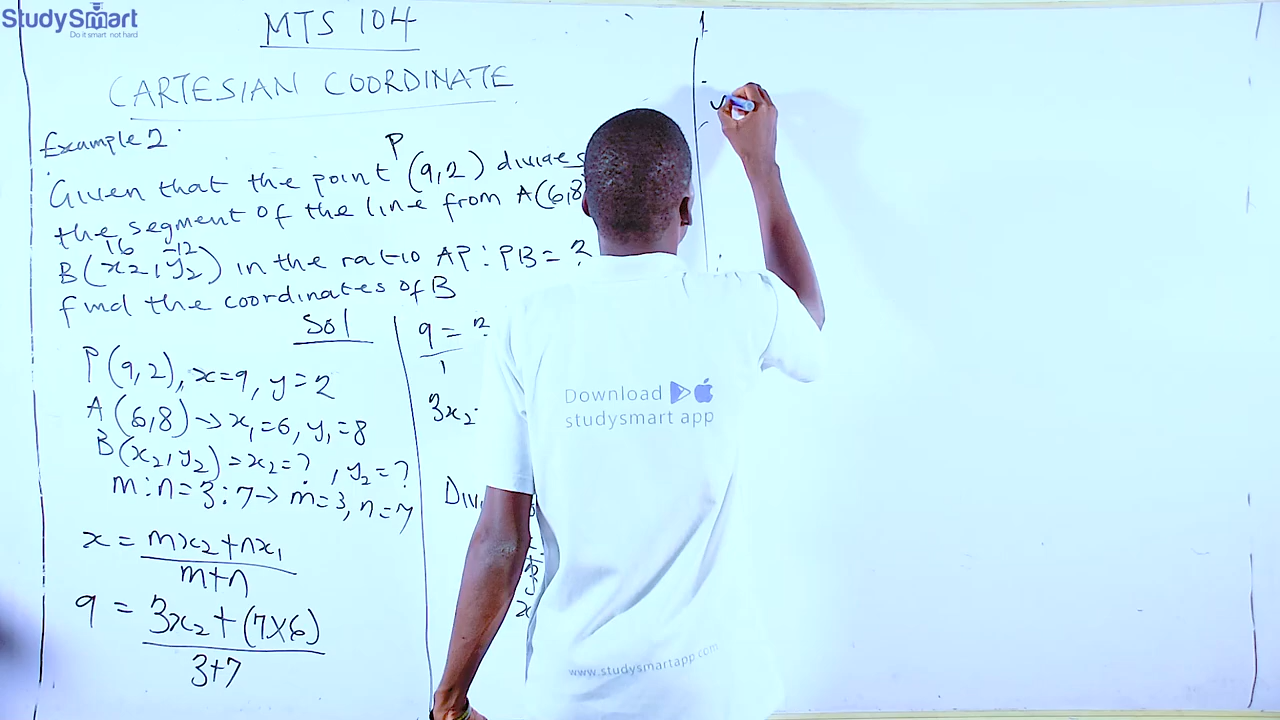 StudySmart
Do it smart not hard
MTS 104
CARTESIAN COORDINATE
Example 2
P
Given that the point (9,2) divides
the segment of the line from A(6,8
16 -12
B(x2,y2) in the ratio AP:PB=
find the coordinates of B
Sol
P(9,2), x=9, y=2
A(6,8)→x1=6, y1=8
B(x2,y2)=x2=?, y2=?
m:n=3:7→m=3, n=7
x = mx2+nx1
m+n
9 = 3x2+(7X6)
3+7
9 =
1
3x2
Download
studysmart app
www.studysmartapp.com